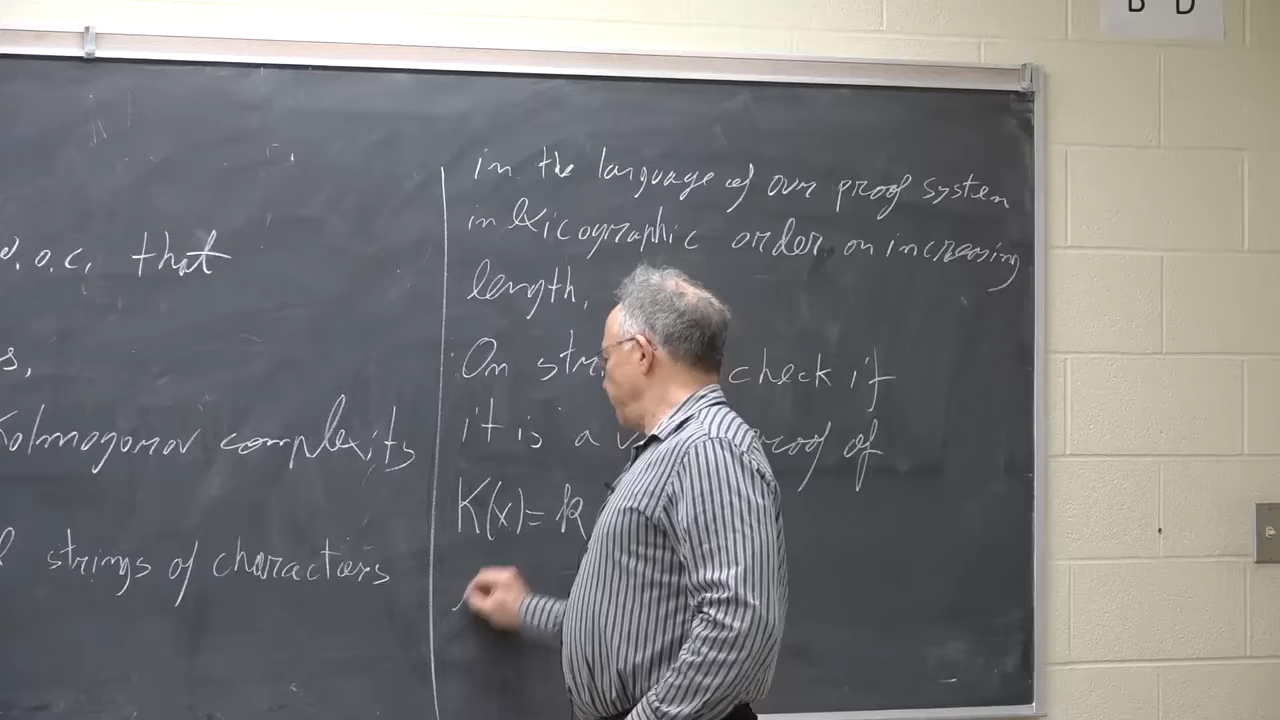 B D
in the language of our proof system
in lexicographic order on increasing
length,
On check if
it is a proof of
K(x)=k
w.o.c. that
s,
Kolmogorov complexity
strings of characters